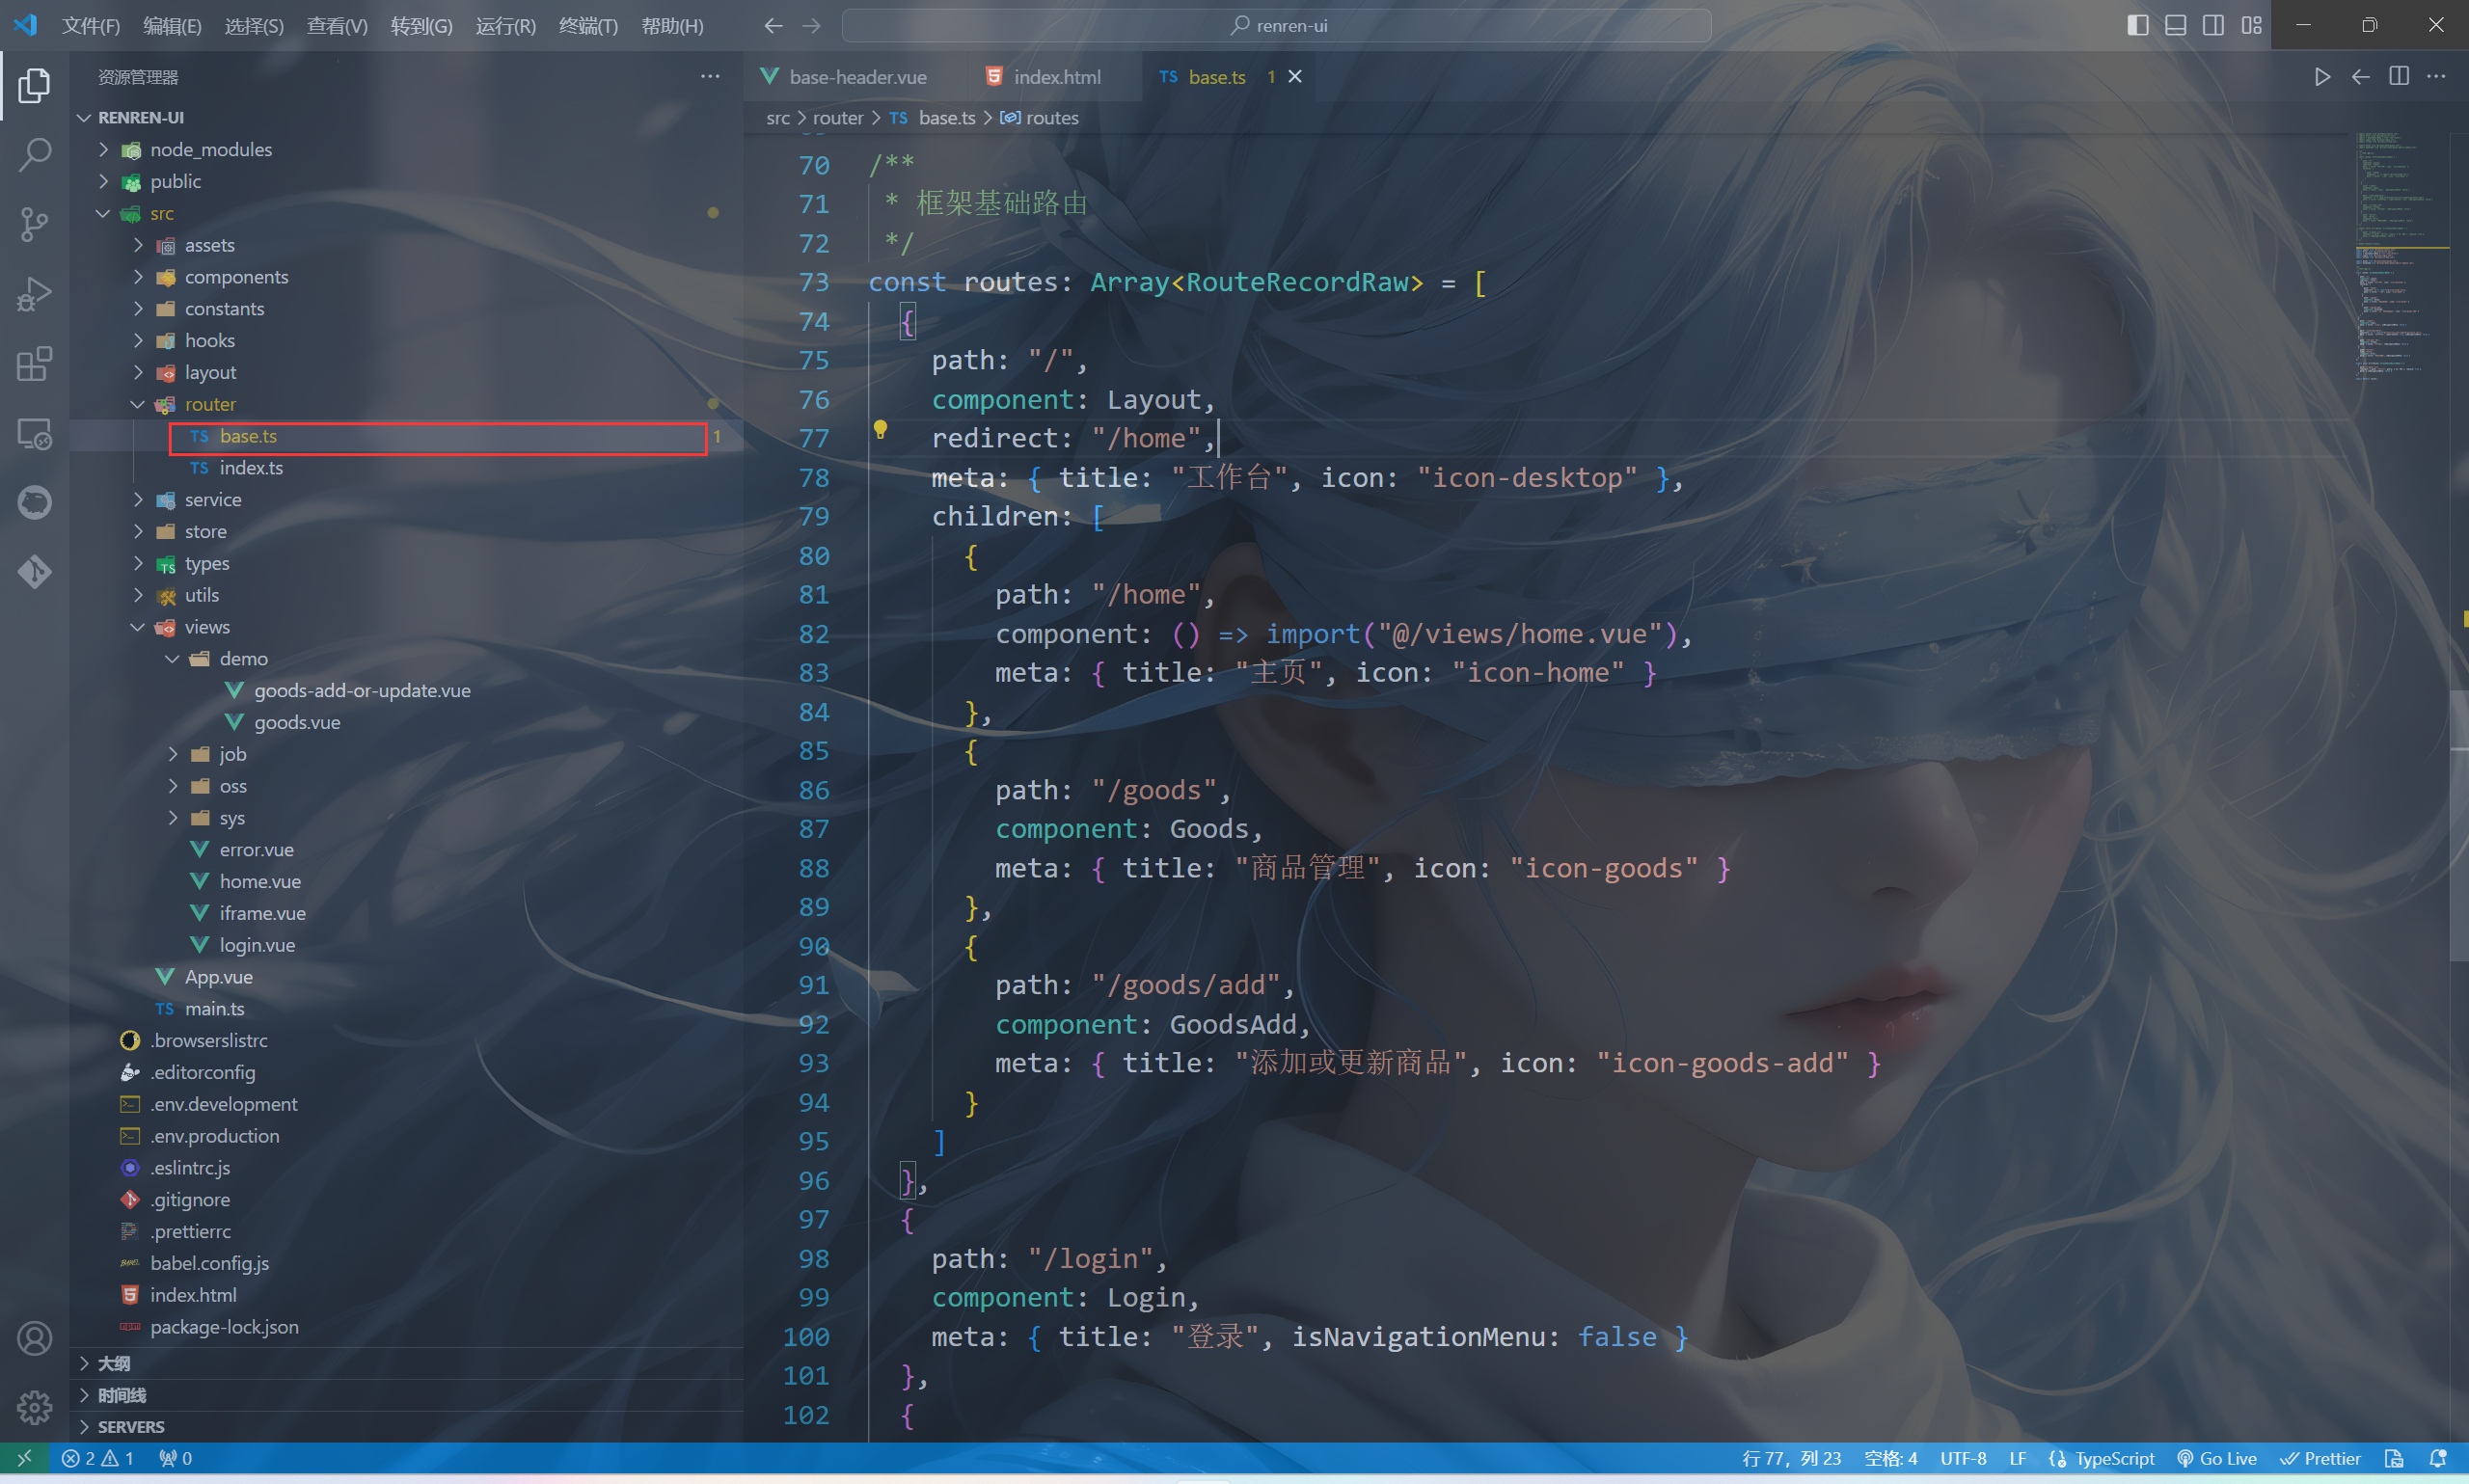 文件(F) 编辑(E) 选择(S) 查看(V) 转到(G) 运行(R) 终端(T) 帮助(H)
renren-ui
资源管理器
RENREN-UI
node_modules
public
src
assets
components
constants
hooks
layout
router
TS base.ts 1
TS index.ts
service
store
types
utils
views
demo
goods-add-or-update.vue
goods.vue
job
oss
sys
error.vue
home.vue
iframe.vue
login.vue
App.vue
TS main.ts
.browserslistrc
.editorconfig
.env.development
.env.production
.eslintrc.js
.gitignore
.prettierrc
babel.config.js
index.html
package-lock.json
大纲
时间线
SERVERS
base-header.vue index.html TS base.ts 1
src > router > TS base.ts > routes
70 /**
71 * 框架基础路由
72 */
73 const routes: Array<RouteRecordRaw> = [
74 {
75 path: "/",
76 component: Layout,
77 redirect: "/home",
78 meta: { title: "工作台", icon: "icon-desktop" },
79 children: [
80 {
81 path: "/home",
82 component: () => import("@/views/home.vue"),
83 meta: { title: "主页", icon: "icon-home" }
84 },
85 {
86 path: "/goods",
87 component: Goods,
88 meta: { title: "商品管理", icon: "icon-goods" }
89 },
90 {
91 path: "/goods/add",
92 component: GoodsAdd,
93 meta: { title: "添加或更新商品", icon: "icon-goods-add" }
94 }
95 ]
96 },
97 {
98 path: "/login",
99 component: Login,
100 meta: { title: "登录", isNavigationMenu: false }
101 },
102 {
2 1 0
行 77，列 23 空格: 4 UTF-8 LF TypeScript Go Live Prettier